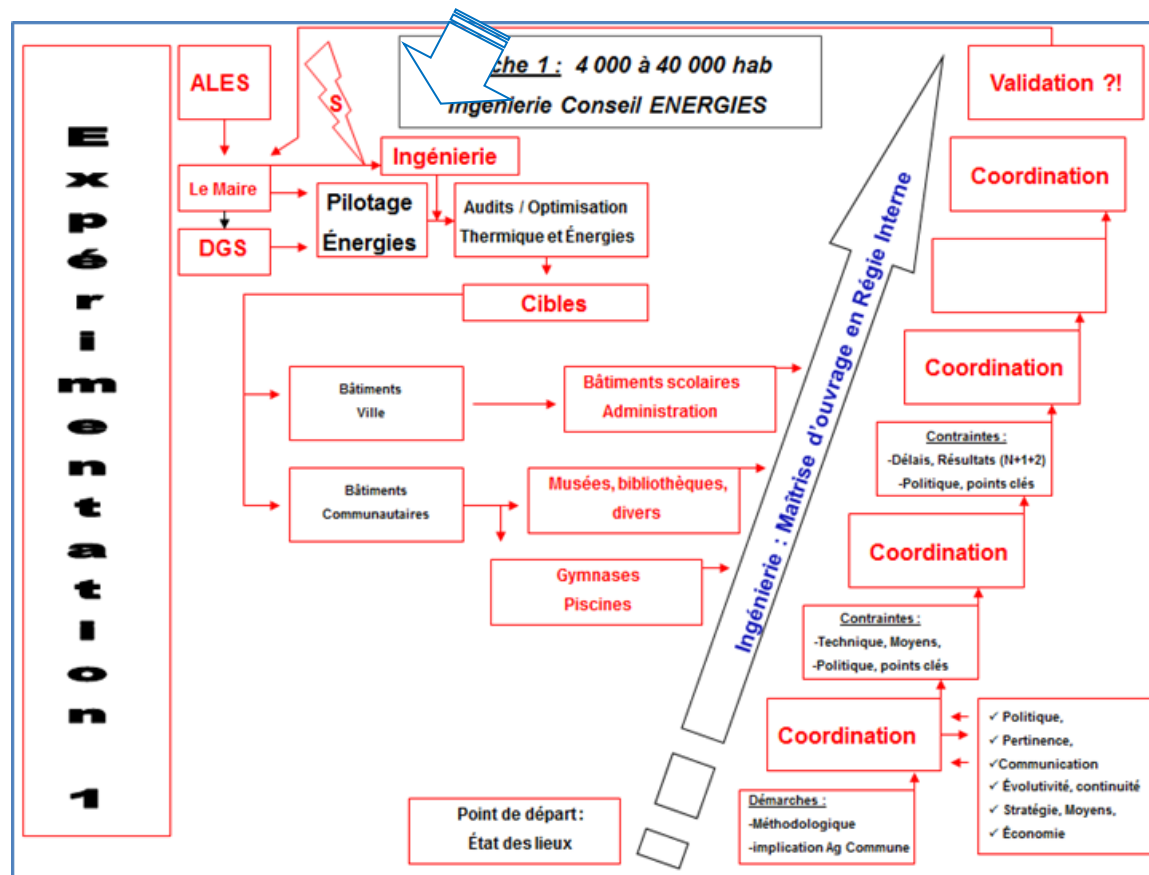 Expérimentation 1
ALES
S
che 1 : 4 000 à 40 000 hab
Ingénierie Conseil ENERGIES
Validation ?!
Le Maire
Ingénierie
DGS
Pilotage
Énergies
Audits / Optimisation
Thermique et Énergies
Cibles
Bâtiments
Ville
Bâtiments scolaires
Administration
Bâtiments
Communautaires
Musées, bibliothèques,
divers
Gymnases
Piscines
Point de départ :
État des lieux
Ingénierie : Maîtrise d'ouvrage en Régie Interne
Coordination
Coordination
Contraintes :
-Délais, Résultats (N+1+2)
-Politique, points clés
Coordination
Contraintes :
-Technique, Moyens,
-Politique, points clés
Coordination
✓ Politique,
✓ Pertinence,
✓Communication
✓ Évolutivité, continuité
✓ Stratégie, Moyens,
✓ Économie
Démarches :
-Méthodologique
-implication Ag Commune